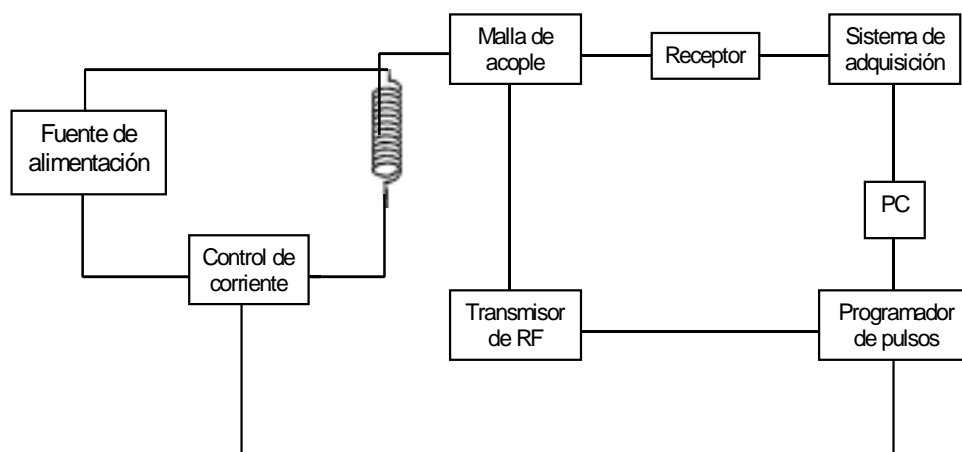 Malla de
acople
Receptor
Sistema de
adquisición
Fuente de
alimentación
PC
Control de
corriente
Transmisor
de RF
Programador
de pulsos